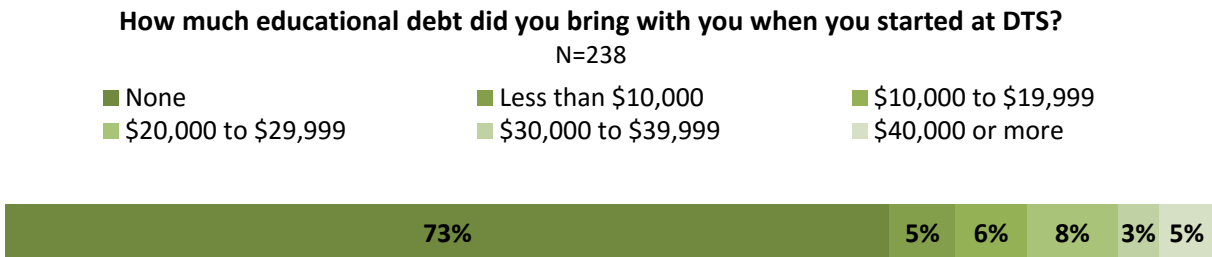 How much educational debt did you bring with you when you started at DTS?
N=238
None Less than $10,000 $10,000 to $19,999
$20,000 to $29,999 $30,000 to $39,999 $40,000 or more
73% 5% 6% 8% 3% 5%